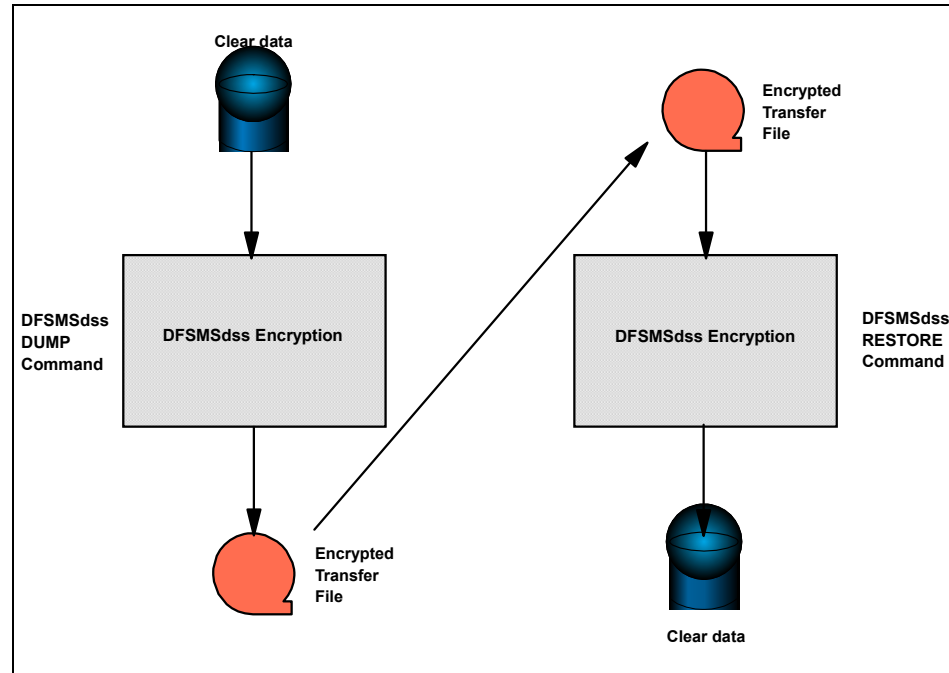 Clear data
DFSMSdss
DUMP
Command
DFSMSdss Encryption
Encrypted
Transfer
File
Encrypted
Transfer
File
DFSMSdss Encryption
DFSMSdss
RESTORE
Command
Clear data